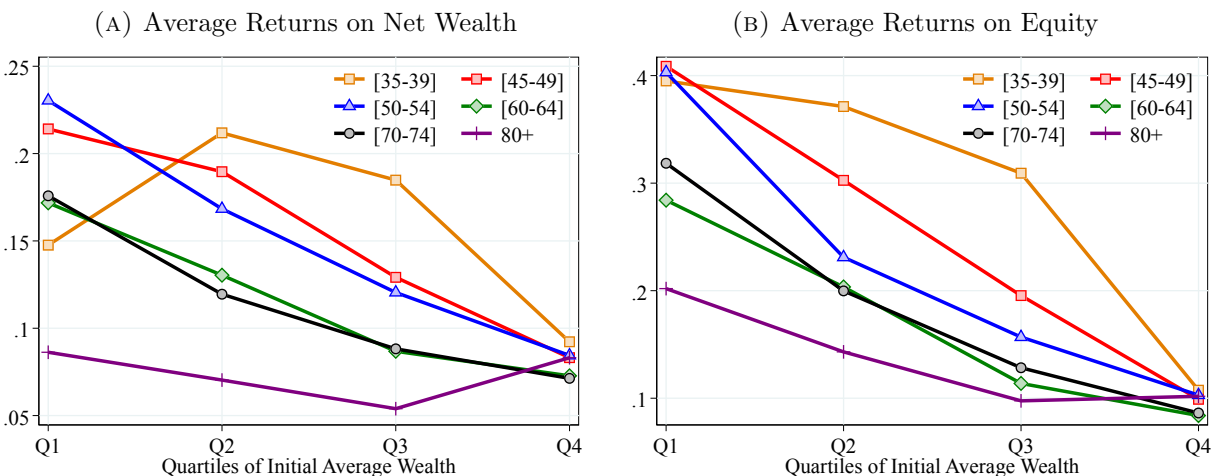 (A) Average Returns on Net Wealth
.25
.2
.15
.1
.05
[35-39] [45-49]
[50-54] [60-64]
[70-74] 80+
Q1 Q2 Q3 Q4
Quartiles of Initial Average Wealth
(B) Average Returns on Equity
.4
.3
.2
.1
[35-39] [45-49]
[50-54] [60-64]
[70-74] 80+
Q1 Q2 Q3 Q4
Quartiles of Initial Average Wealth